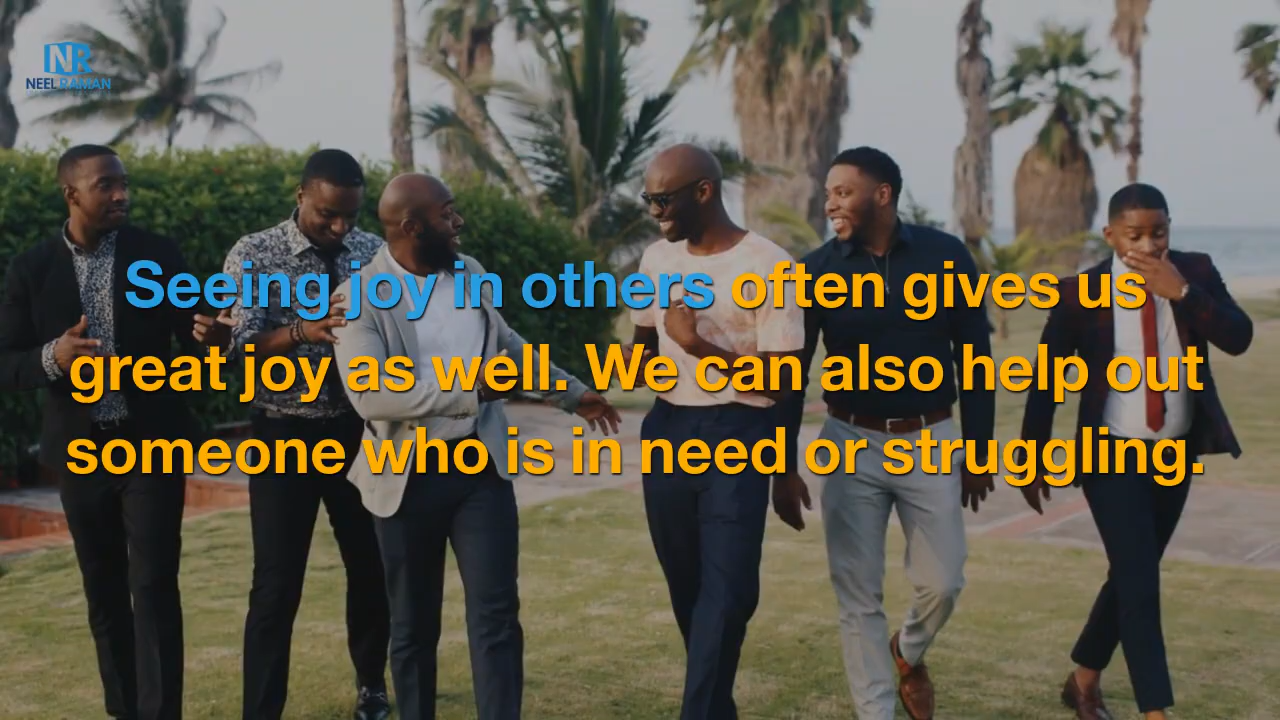 NR
NEEL RAMAN
Seeing joy in others often gives us
great joy as well. We can also help out
someone who is in need or struggling.